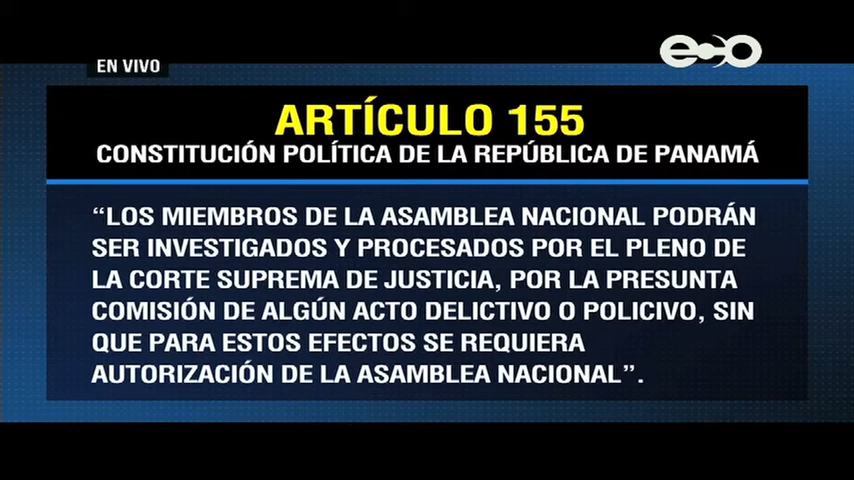 eco
EN VIVO
ARTÍCULO 155
CONSTITUCIÓN POLÍTICA DE LA REPÚBLICA DE PANAMÁ
“LOS MIEMBROS DE LA ASAMBLEA NACIONAL PODRÁN
SER INVESTIGADOS Y PROCESADOS POR EL PLENO DE
LA CORTE SUPREMA DE JUSTICIA, POR LA PRESUNTA
COMISIÓN DE ALGÚN ACTO DELICTIVO O POLICIVO, SIN
QUE PARA ESTOS EFECTOS SE REQUIERA
AUTORIZACIÓN DE LA ASAMBLEA NACIONAL”.